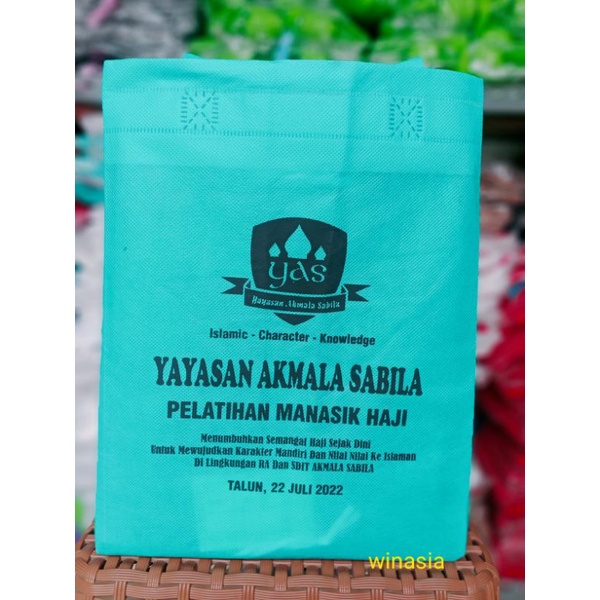 yas
Yayasan Akmala Sabila
Islamic - Character - Knowledge
YAYASAN AKMALA SABILA
PELATIHAN MANASIK HAJI
Menumbuhkan Semangat Haji Sejak Dini
Untuk Mewujudkan Karakter Mandiri Dan Nilai Nilai Ke Islaman
Di Lingkungan RA Dan SDIT AKMALA SABILA
TALUN, 22 JULI 2022
winasia